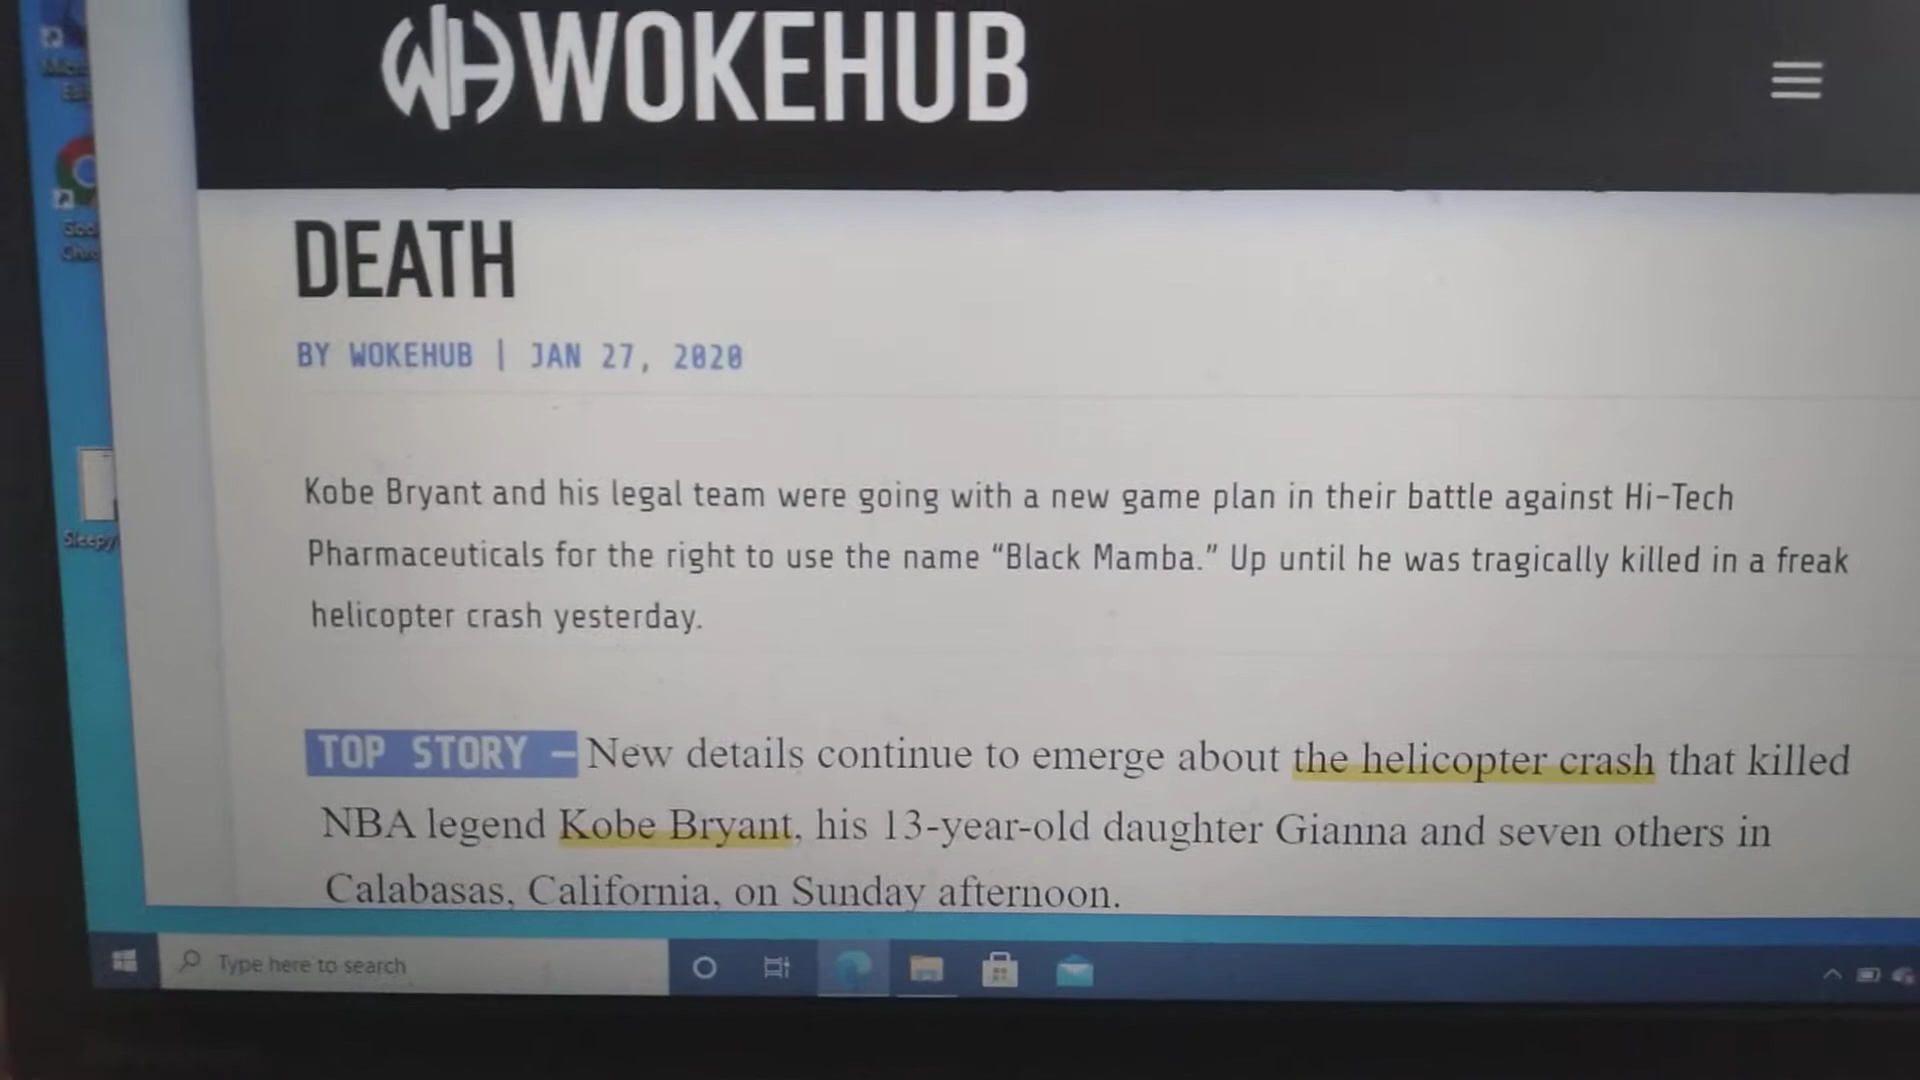 WH WOKEHUB
DEATH
BY WOKEHUB | JAN 27, 2020
Kobe Bryant and his legal team were going with a new game plan in their battle against Hi-Tech
Pharmaceuticals for the right to use the name “Black Mamba.” Up until he was tragically killed in a freak
helicopter crash yesterday.
TOP STORY – New details continue to emerge about the helicopter crash that killed
NBA legend Kobe Bryant, his 13-year-old daughter Gianna and seven others in
Calabasas, California, on Sunday afternoon.
Sleepy
Type here to search